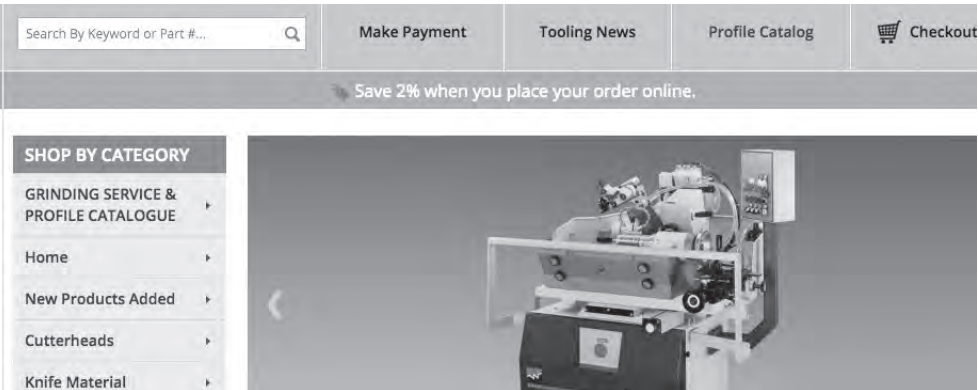 Search By Keyword or Part #...
Make Payment
Tooling News
Profile Catalog
Checkout
Save 2% when you place your order online.
SHOP BY CATEGORY
GRINDING SERVICE &
PROFILE CATALOGUE
Home
New Products Added
Cutterheads
Knife Material